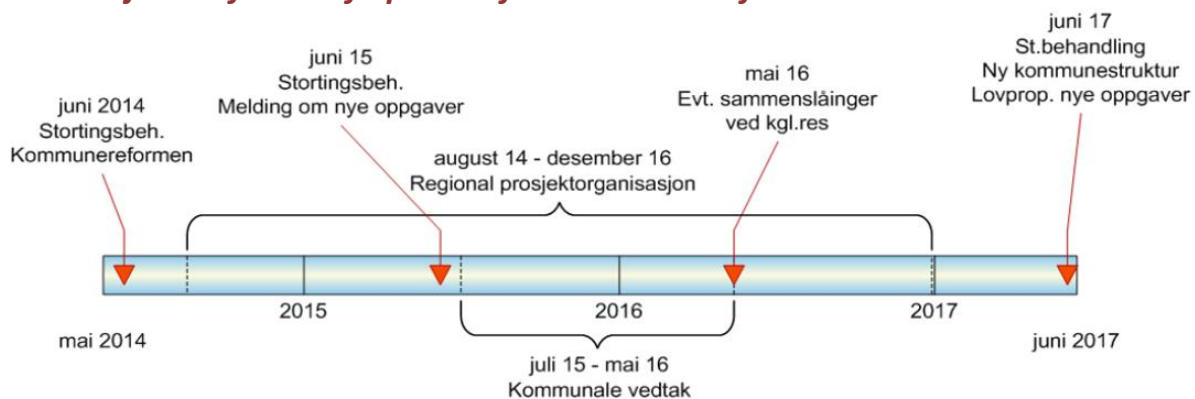 juni 17
St.behandling
Ny kommunestruktur
Lovprop. nye oppgaver
juni 15
Stortingsbeh.
Melding om nye oppgaver
mai 16
Evt. sammenslåinger
ved kgl.res
juni 2014
Stortingsbeh.
Kommunereformen
august 14 - desember 16
Regional prosjektorganisasjon
2015
2016
2017
mai 2014
juni 2017
juli 15 - mai 16
Kommunale vedtak